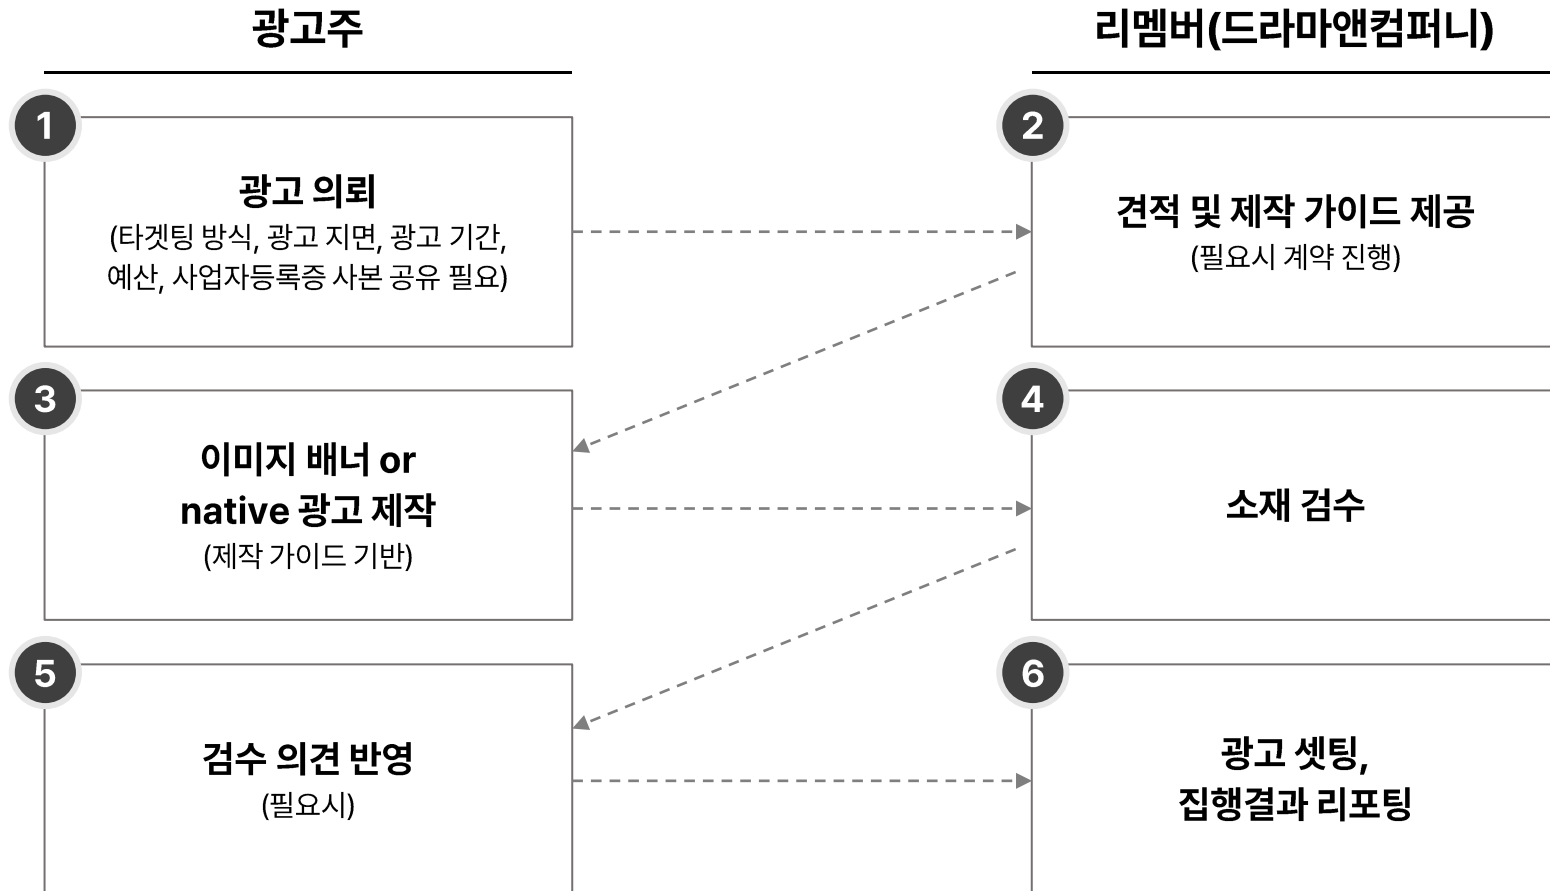 광고주
리멤버(드라마앤컴퍼니)
1
광고 의뢰
(타겟팅 방식, 광고 지면, 광고 기간,
예산, 사업자등록증 사본 공유 필요)
2
견적 및 제작 가이드 제공
(필요시 계약 진행)
3
이미지 배너 or
native 광고 제작
(제작 가이드 기반)
4
소재 검수
5
검수 의견 반영
(필요시)
6
광고 셋팅,
집행결과 리포팅